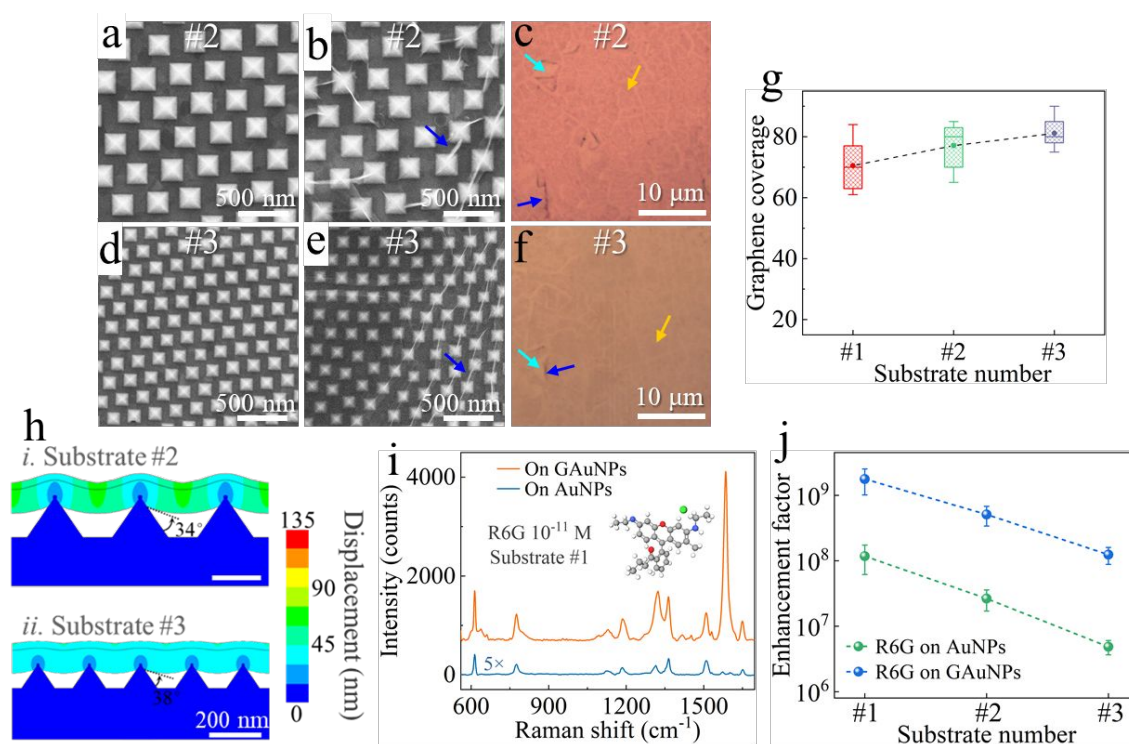 a
#2
500 nm
b
#2
500 nm
c
#2
10 μm
d
#3
500 nm
e
#3
500 nm
f
#3
10 μm
g
Graphene coverage
80
60
40
20
#1 #2 #3
Substrate number
h
i. Substrate #2
34°
ii. Substrate #3
38°
200 nm
135
90
45
0
Displacement (nm)
i
Intensity (counts)
4000
2000
0
On GAuNPs
On AuNPs
R6G 10⁻¹¹ M
Substrate #1
5×
600 900 1200 1500
Raman shift (cm⁻¹)
j
Enhancement factor
10⁹
10⁸
10⁷
10⁶
R6G on AuNPs
R6G on GAuNPs
#1 #2 #3
Substrate number